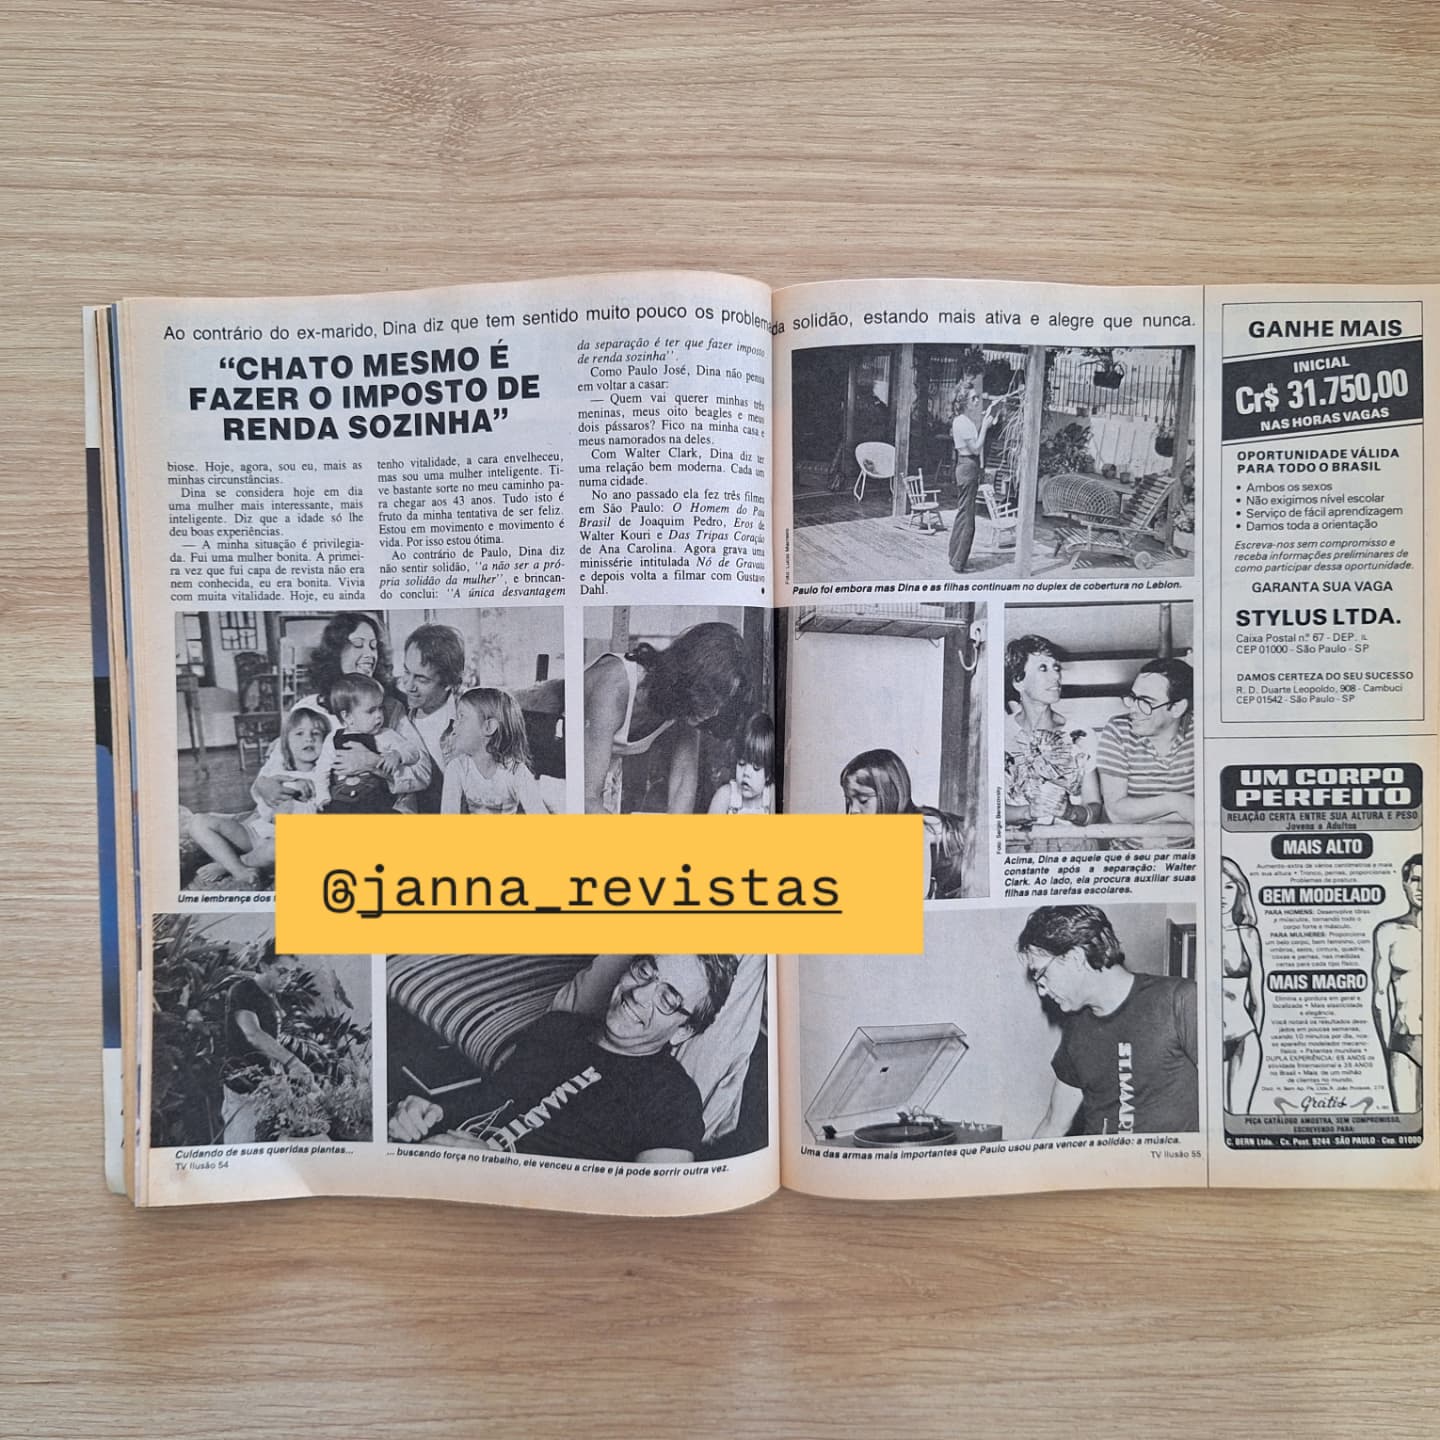 Ao contrário do ex-marido, Dina diz que tem sentido muito pouco os problemas da solidão, estando mais ativa e alegre que nunca.
“CHATO MESMO É
FAZER O IMPOSTO DE
RENDA SOZINHA”
biose. Hoje, agora, sou eu, mais as
minhas circunstâncias.
Dina se considera hoje em dia
uma mulher mais interessante, mais
inteligente. Diz que a idade só lhe
deu boas experiências.
— A minha situação é privilegia-
da. Fui uma mulher bonita. A primei-
ra vez que fui capa de revista não era
nem conhecida, eu era bonita. Vivia
com muita vitalidade. Hoje, eu ainda
tenho vitalidade, a cara envelheceu,
mas sou uma mulher inteligente. Ti-
ve bastante sorte no meu caminho pa-
ra chegar aos 43 anos. Tudo isto é
fruto da minha tentativa de ser feliz.
Estou em movimento e movimento é
vida. Por isso estou ótima.
Ao contrário de Paulo, Dina diz
não sentir solidão, “a não ser a pró-
pria solidão da mulher”, e brincan-
do conclui: “A única desvantagem
da separação é ter que fazer imposto
de renda sozinha”.
Como Paulo José, Dina não pensa
em voltar a casar:
— Quem vai querer minhas três
meninas, meus oito beagles e meus
dois pássaros? Fico na minha casa e
meus namorados na deles.
Com Walter Clark, Dina diz ter
uma relação bem moderna. Cada um
numa cidade.
No ano passado ela fez três filmes
em São Paulo: O Homem do Pau
Brasil de Joaquim Pedro, Eros de
Walter Kouri e Das Tripas Coração
de Ana Carolina. Agora grava uma
minissérie intitulada Nó de Gravata
e depois volta a filmar com Gustavo
Dahl.
Paulo foi embora mas Dina e as filhas continuam no duplex de cobertura no Leblon.
Uma lembrança dos
@janna_revistas
Acima, Dina e aquele que é seu par mais
constante após a separação: Walter
Clark. Ao lado, ela procura auxiliar suas
filhas nas tarefas escolares.
Cuidando de suas queridas plantas...
... buscando força no trabalho, ele venceu a crise e já pode sorrir outra vez.
TV Ilusão 54
Uma das armas mais importantes que Paulo usou para vencer a solidão: a música.
TV Ilusão 55
GANHE MAIS
INICIAL
Cr$ 31.750,00
NAS HORAS VAGAS
OPORTUNIDADE VÁLIDA
PARA TODO O BRASIL
• Ambos os sexos
• Não exigimos nível escolar
• Serviço de fácil aprendizagem
• Damos toda a orientação
Escreva-nos sem compromisso e
receba informações preliminares de
como participar dessa oportunidade.
GARANTA SUA VAGA
STYLUS LTDA.
Caixa Postal n.º 67 - DEP. IL
CEP 01000 - São Paulo - SP
DAMOS CERTEZA DO SEU SUCESSO
R. D. Duarte Leopoldo, 908 - Cambuci
CEP 01542 - São Paulo - SP
UM CORPO
PERFEITO
RELAÇÃO CERTA ENTRE SUA ALTURA E PESO
Jovens e Adultos
MAIS ALTO
BEM MODELADO
MAIS MAGRO
Grátis
PEÇA CATÁLOGO AMOSTRA, SEM COMPROMISSO,
ESCREVENDO PARA:
C. BERN Ltda. - Cx. Post. 9244 - SÃO PAULO - Cep. 01000